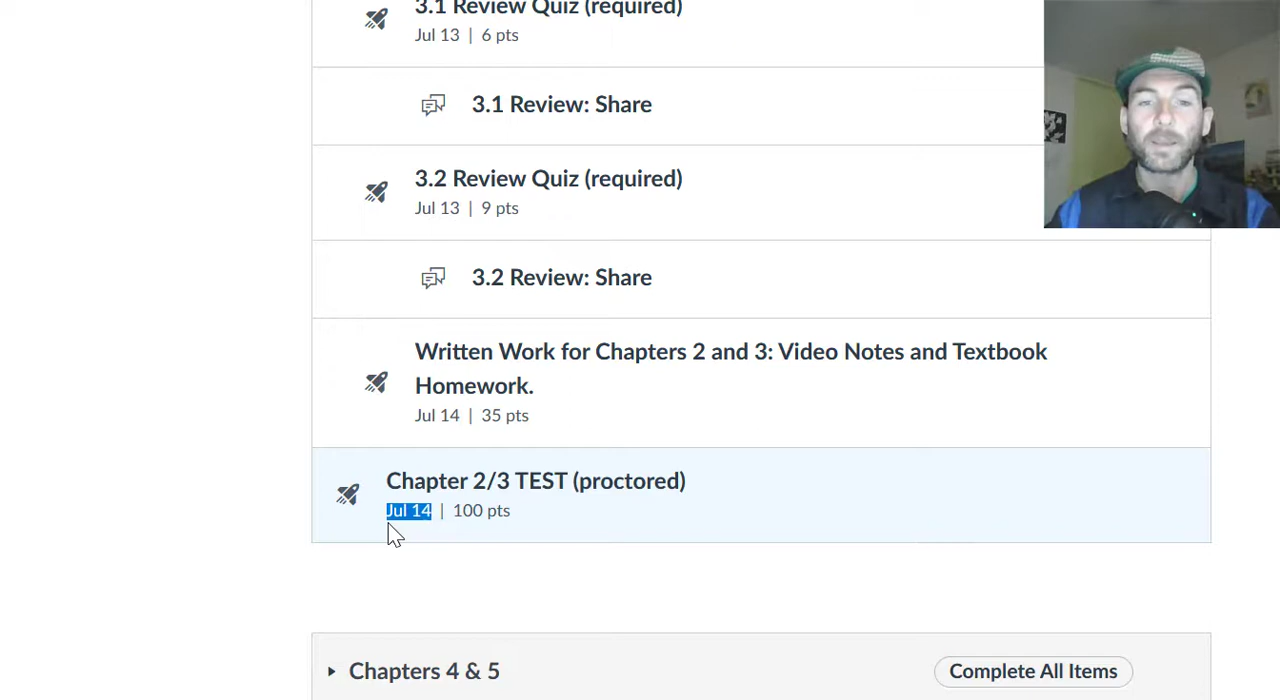 3.1 Review Quiz (required)
Jul 13 | 6 pts
3.1 Review: Share
3.2 Review Quiz (required)
Jul 13 | 9 pts
3.2 Review: Share
Written Work for Chapters 2 and 3: Video Notes and Textbook
Homework.
Jul 14 | 35 pts
Chapter 2/3 TEST (proctored)
Jul 14 | 100 pts
Chapters 4 & 5
Complete All Items